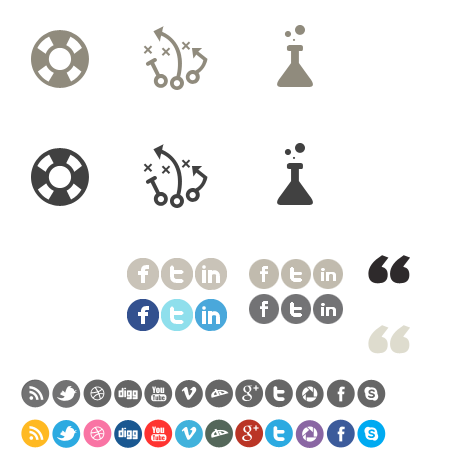 f t in f t in “
f t in f t in
“
digg You Tube v g+ t f S
digg You Tube v g+ t f S